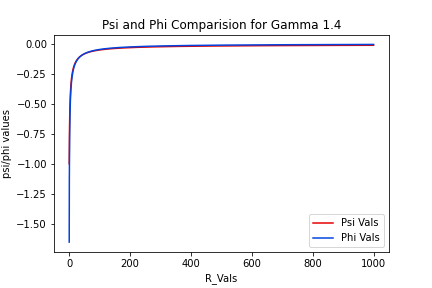 Psi and Phi Comparision for Gamma 1.4
0.00
−0.25
−0.50
−0.75
−1.00
−1.25
−1.50
psi/phi values
0 200 400 600 800 1000
R_Vals
Psi Vals
Phi Vals